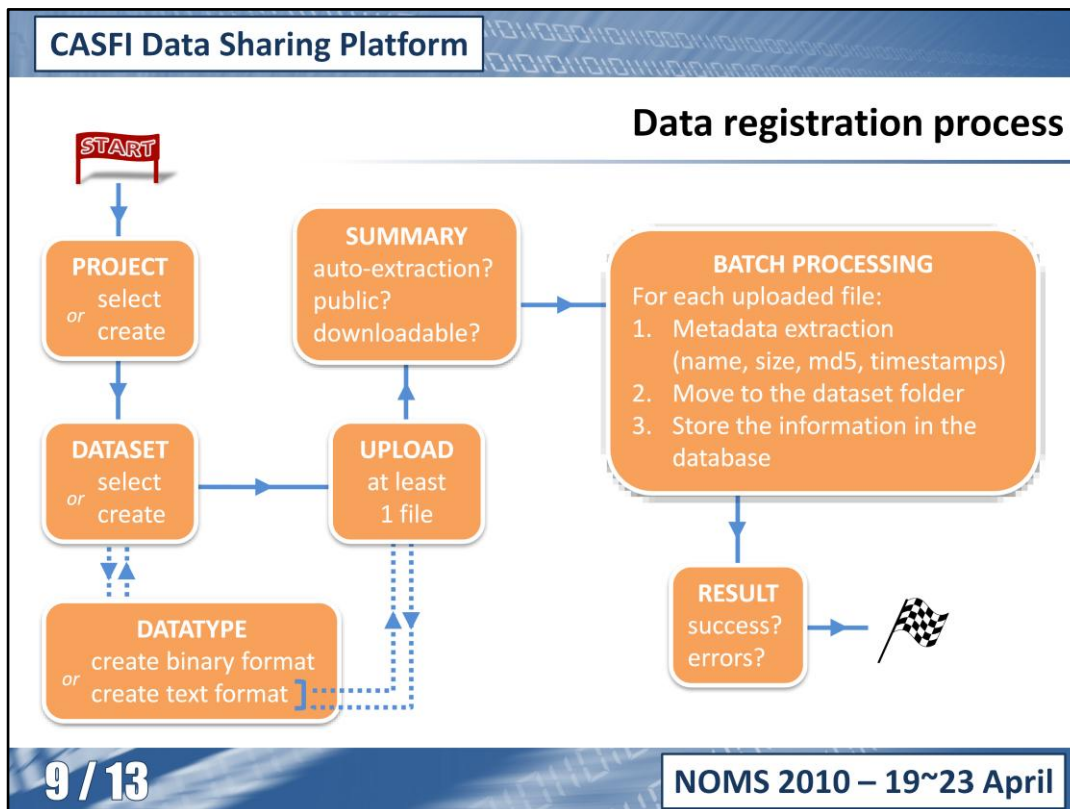 CASFI Data Sharing Platform
Data registration process
START
PROJECT
select
or create
DATASET
select
or create
DATATYPE
create binary format
or create text format
UPLOAD
at least
1 file
SUMMARY
auto-extraction?
public?
downloadable?
BATCH PROCESSING
For each uploaded file:
1. Metadata extraction
(name, size, md5, timestamps)
2. Move to the dataset folder
3. Store the information in the
database
RESULT
success?
errors?
9 / 13
NOMS 2010 – 19~23 April